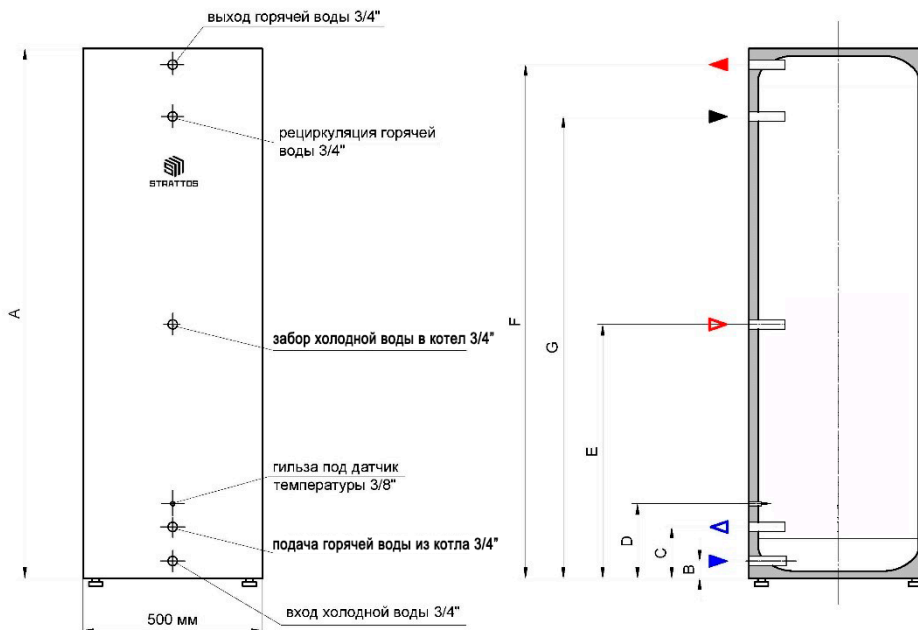 выход горячей воды 3/4"
рециркуляция горячей
воды 3/4"
STRATTOS
забор холодной воды в котел 3/4"
гильза под датчик
температуры 3/8"
подача горячей воды из котла 3/4"
вход холодной воды 3/4"
500 мм
A
F
G
E
D
C
B